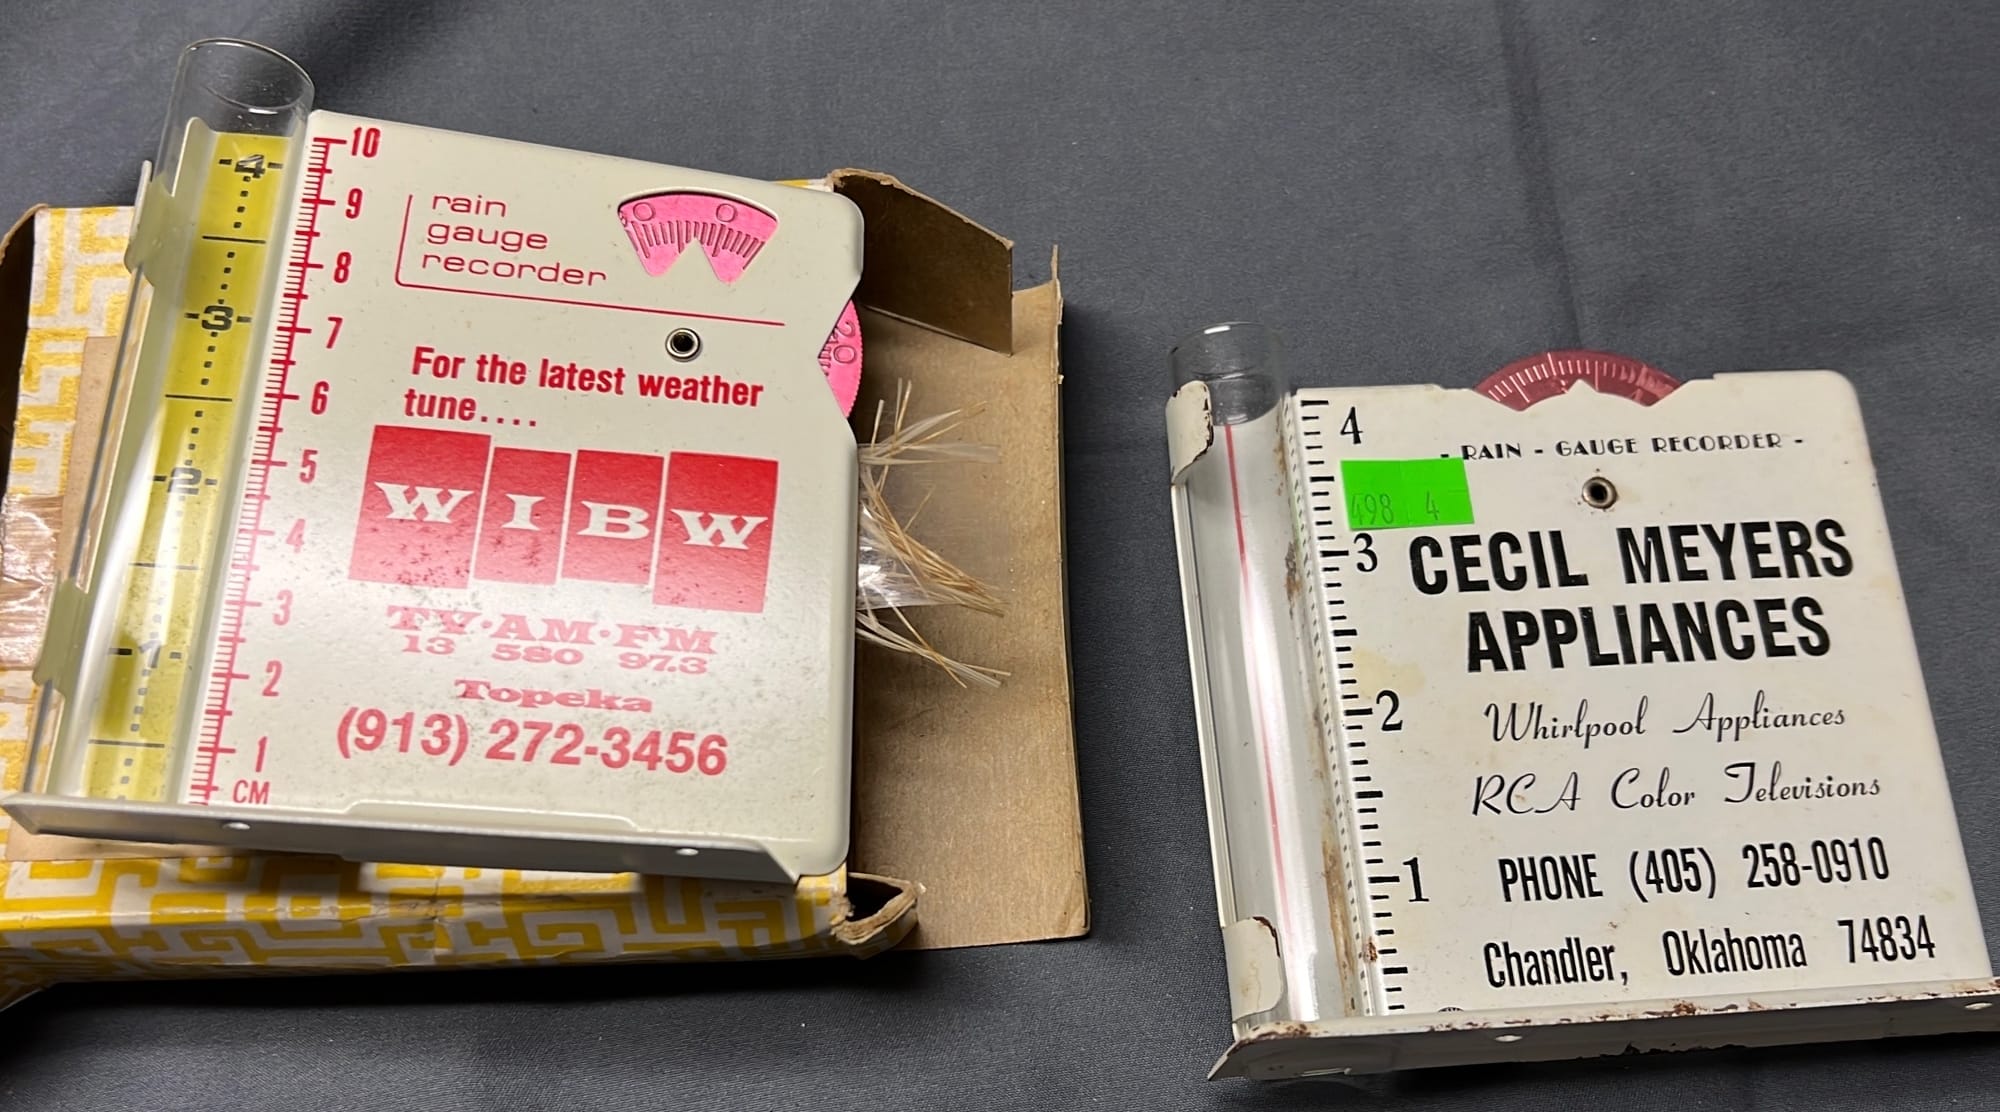 4
3
2
1
10
9
8
7
6
5
4
3
2
1
CM
rain
gauge
recorder
0 0
20
For the latest weather
tune....
WIBW
TV·AM·FM
13 580 97.3
Topeka
(913) 272-3456
4
3
2
1
- RAIN - GAUGE RECORDER -
498 4
CECIL MEYERS
APPLIANCES
Whirlpool Appliances
RCA Color Televisions
PHONE (405) 258-0910
Chandler, Oklahoma 74834